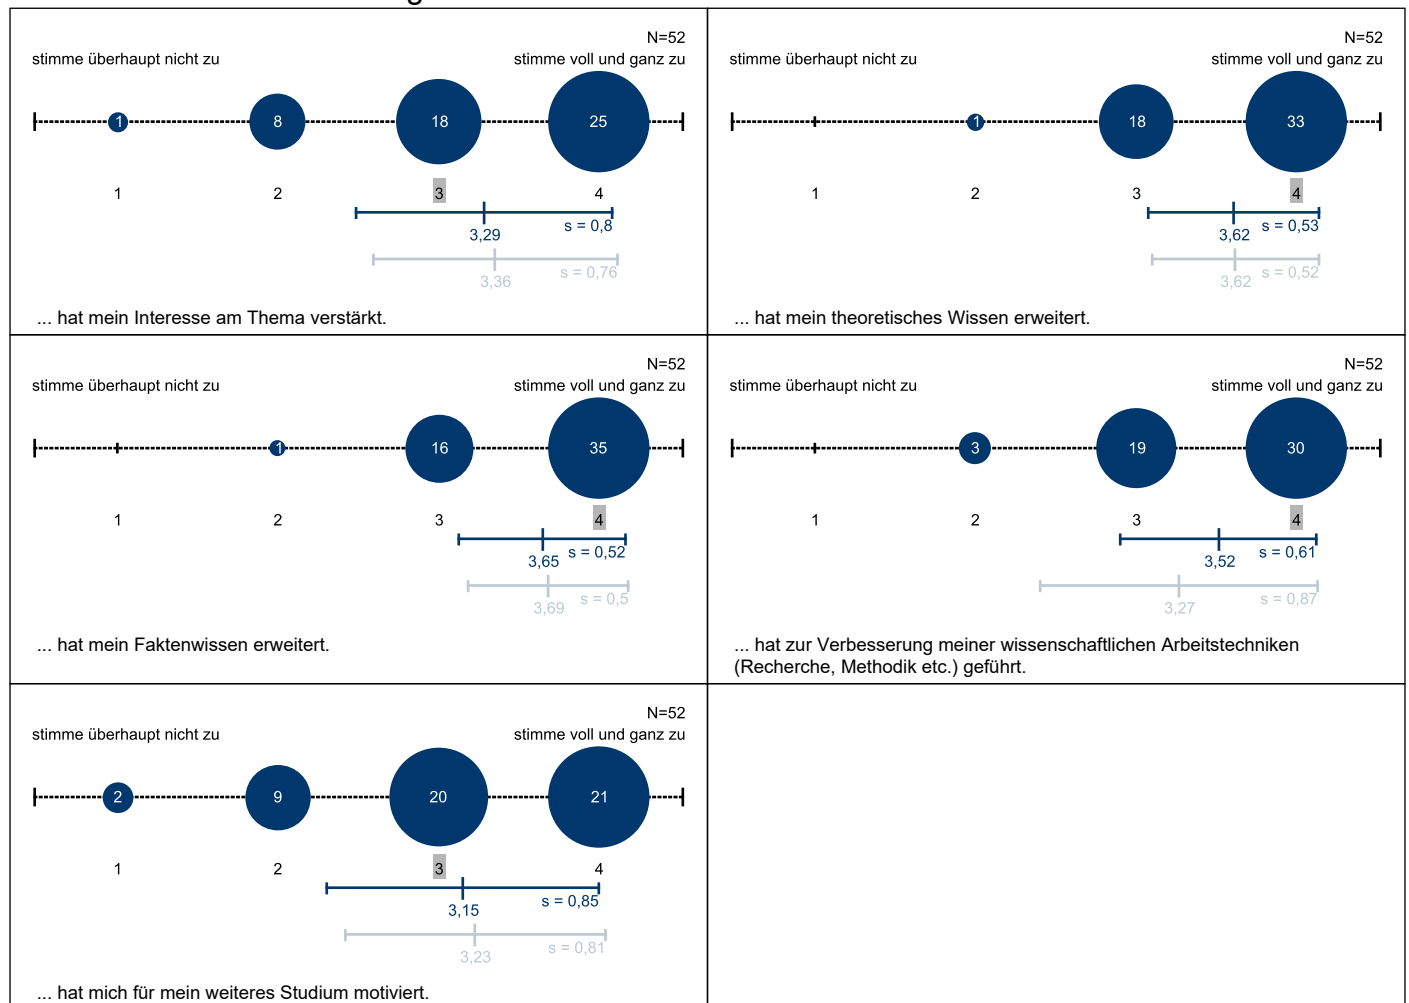 N=52
stimme überhaupt nicht zu stimme voll und ganz zu
1 8 18 25
1 2 3 4
3,29 s = 0,8
3,36 s = 0,76
... hat mein Interesse am Thema verstärkt.
N=52
stimme überhaupt nicht zu stimme voll und ganz zu
1 18 33
1 2 3 4
3,62 s = 0,53
3,62 s = 0,52
... hat mein theoretisches Wissen erweitert.
N=52
stimme überhaupt nicht zu stimme voll und ganz zu
1 16 35
1 2 3 4
3,65 s = 0,52
3,69 s = 0,5
... hat mein Faktenwissen erweitert.
N=52
stimme überhaupt nicht zu stimme voll und ganz zu
3 19 30
1 2 3 4
3,52 s = 0,61
3,27 s = 0,87
... hat zur Verbesserung meiner wissenschaftlichen Arbeitstechniken
(Recherche, Methodik etc.) geführt.
N=52
stimme überhaupt nicht zu stimme voll und ganz zu
2 9 20 21
1 2 3 4
3,15 s = 0,85
3,23 s = 0,81
... hat mich für mein weiteres Studium motiviert.